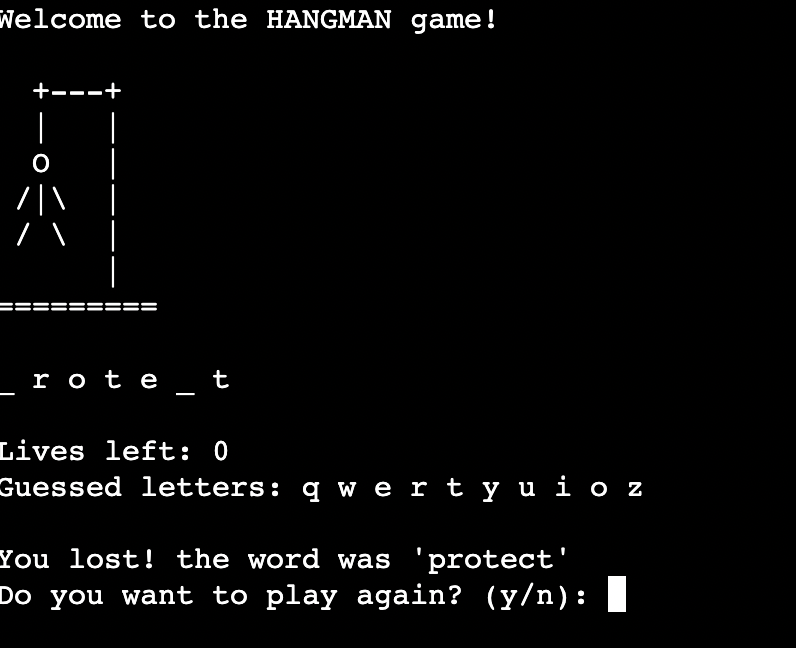 Welcome to the HANGMAN game!
  +---+
  |   |
  o   |
 /|\  |
 / \  |
      |
=========
_ r o t e _ t
Lives left: 0
Guessed letters: q w e r t y u i o z
You lost! the word was 'protect'
Do you want to play again? (y/n):